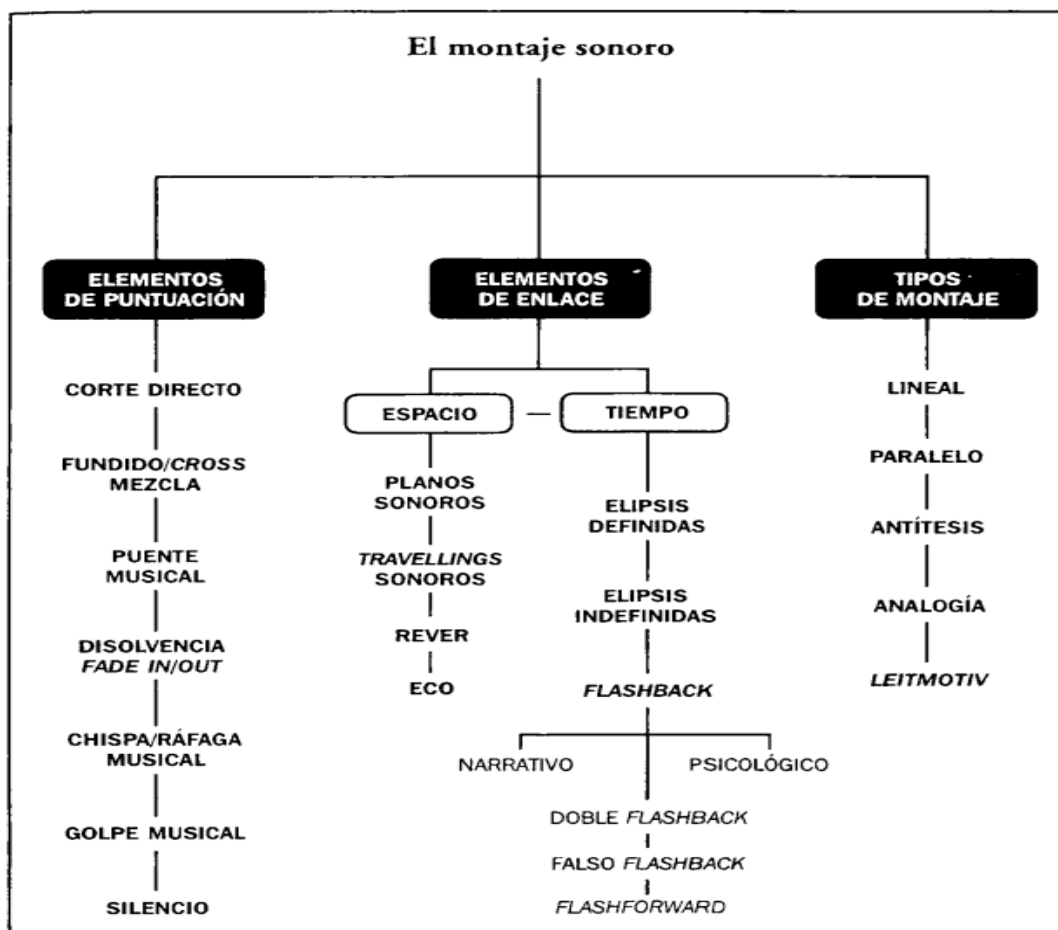 El montaje sonoro
ELEMENTOS
DE PUNTUACIÓN
CORTE DIRECTO
FUNDIDO/CROSS
MEZCLA
PUENTE
MUSICAL
DISOLVENCIA
FADE IN/OUT
CHISPA/RÁFAGA
MUSICAL
GOLPE MUSICAL
SILENCIO
ELEMENTOS
DE ENLACE
ESPACIO — TIEMPO
PLANOS
SONOROS
TRAVELLINGS
SONOROS
REVER
ECO
ELIPSIS
DEFINIDAS
ELIPSIS
INDEFINIDAS
FLASHBACK
NARRATIVO
PSICOLÓGICO
DOBLE FLASHBACK
FALSO FLASHBACK
FLASHFORWARD
TIPOS
DE MONTAJE
LINEAL
PARALELO
ANTÍTESIS
ANALOGÍA
LEITMOTIV